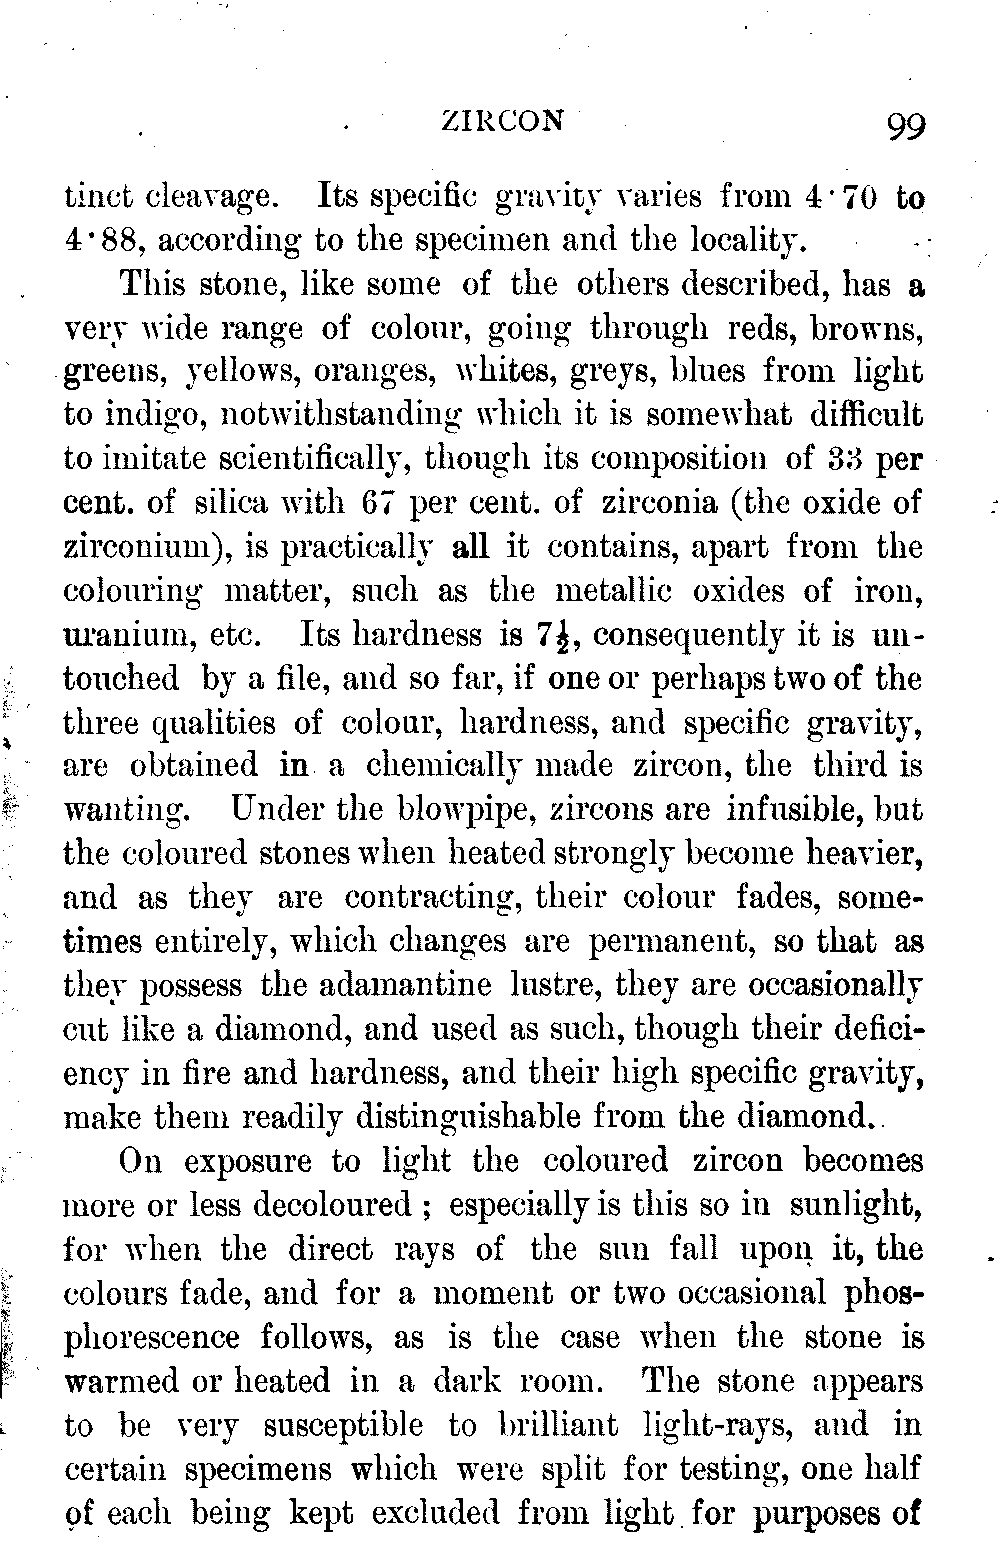 ZIRCON 99
tinct cleavage. Its specific gravity varies from 4·70 to
4·88, according to the specimen and the locality.
This stone, like some of the others described, has a
very wide range of colour, going through reds, browns,
greens, yellows, oranges, whites, greys, blues from light
to indigo, notwithstanding which it is somewhat difficult
to imitate scientifically, though its composition of 33 per
cent. of silica with 67 per cent. of zirconia (the oxide of
zirconium), is practically all it contains, apart from the
colouring matter, such as the metallic oxides of iron,
uranium, etc. Its hardness is 7½, consequently it is un-
touched by a file, and so far, if one or perhaps two of the
three qualities of colour, hardness, and specific gravity,
are obtained in a chemically made zircon, the third is
wanting. Under the blowpipe, zircons are infusible, but
the coloured stones when heated strongly become heavier,
and as they are contracting, their colour fades, some-
times entirely, which changes are permanent, so that as
they possess the adamantine lustre, they are occasionally
cut like a diamond, and used as such, though their defici-
ency in fire and hardness, and their high specific gravity,
make them readily distinguishable from the diamond.
On exposure to light the coloured zircon becomes
more or less decoloured ; especially is this so in sunlight,
for when the direct rays of the sun fall upon it, the
colours fade, and for a moment or two occasional phos-
phorescence follows, as is the case when the stone is
warmed or heated in a dark room. The stone appears
to be very susceptible to brilliant light-rays, and in
certain specimens which were split for testing, one half
of each being kept excluded from light for purposes of